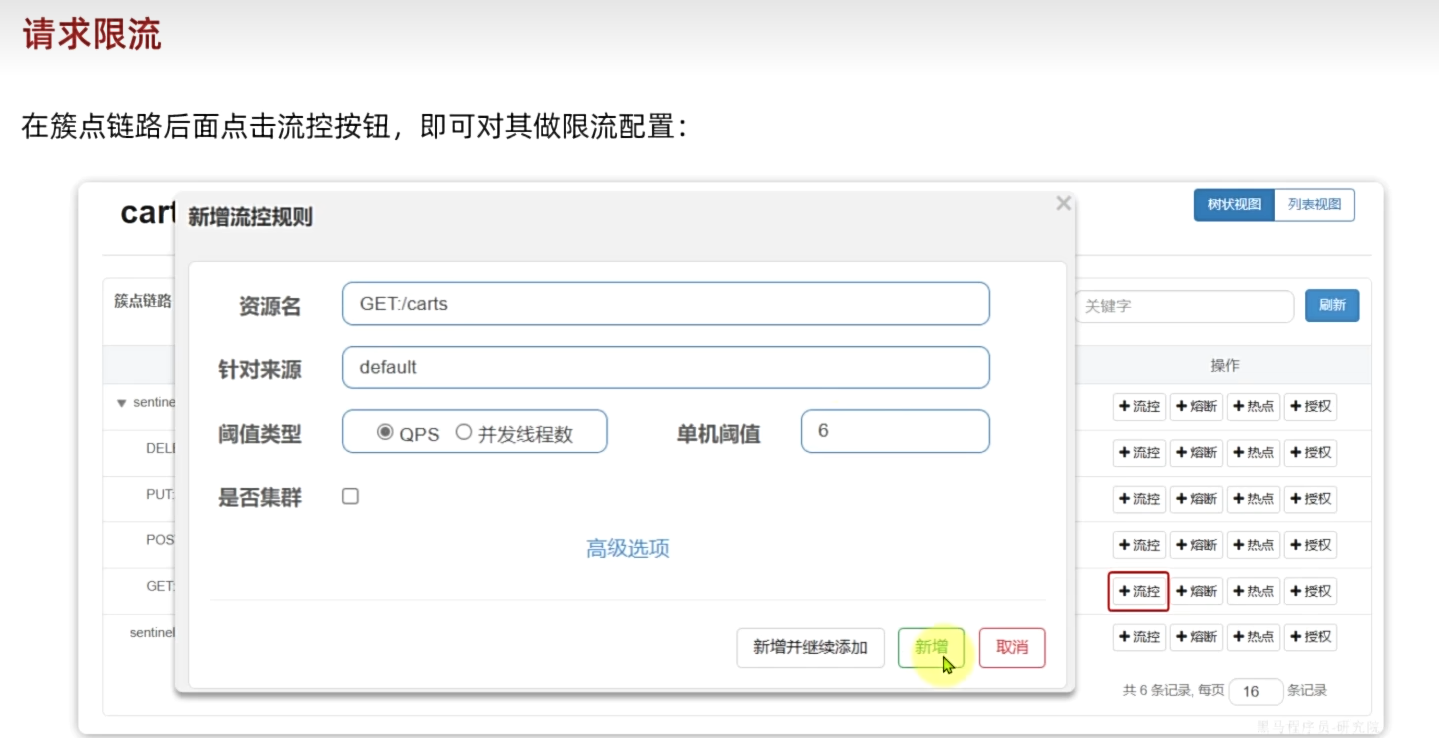 请求限流
在簇点链路后面点击流控按钮，即可对其做限流配置：
cart
新增流控规则
×
树状视图 列表视图
簇点链路
资源名 GET:/carts
关键字 刷新
针对来源 default
操作
▼ sentine
+流控 +熔断 +热点 +授权
阈值类型 QPS 并发线程数 单机阈值 6
DELE
+流控 +熔断 +热点 +授权
PUT:
是否集群
+流控 +熔断 +热点 +授权
POS
高级选项
+流控 +熔断 +热点 +授权
GET:
+流控 +熔断 +热点 +授权
sentinel
新增并继续添加 新增 取消
+流控 +熔断 +热点 +授权
共 6 条记录, 每页 16 条记录
黑马程序员-研究院